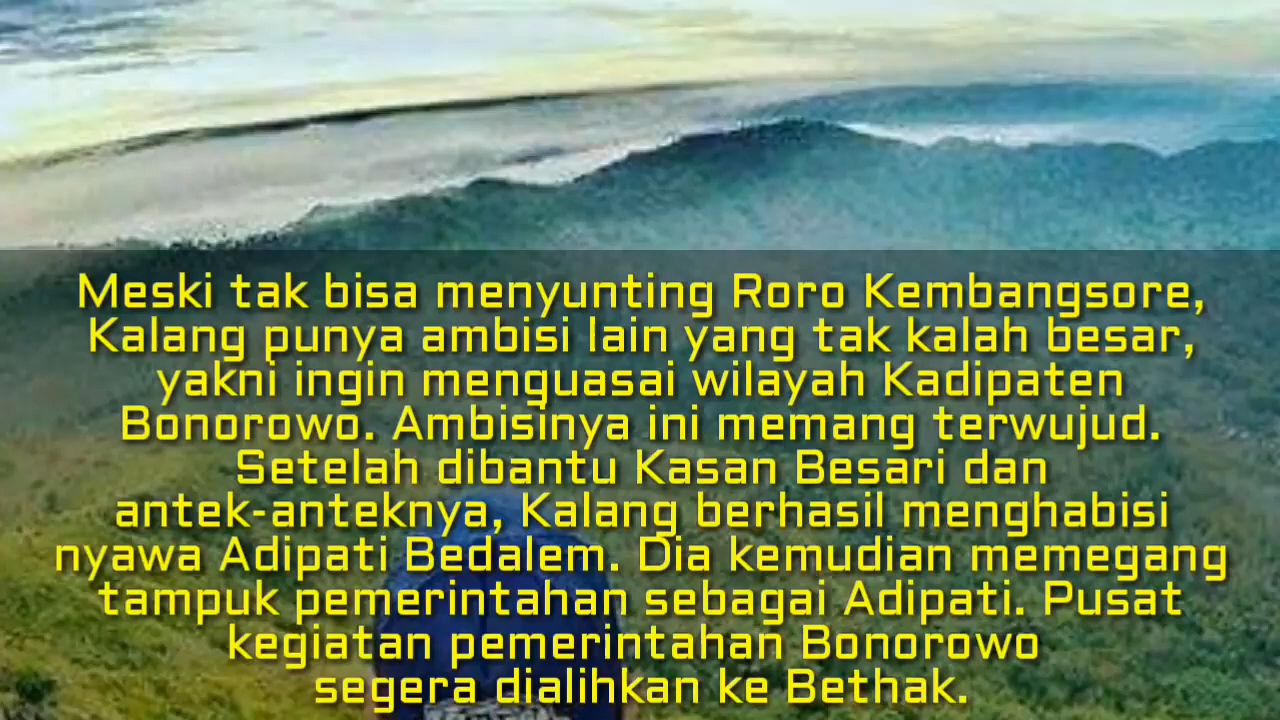 Meski tak bisa menyunting Roro Kembangsore,
Kalang punya ambisi lain yang tak kalah besar,
yakni ingin menguasai wilayah Kadipaten
Bonorowo. Ambisinya ini memang terwujud.
Setelah dibantu Kasan Besari dan
antek-anteknya, Kalang berhasil menghabisi
nyawa Adipati Bedalem. Dia kemudian memegang
tampuk pemerintahan sebagai Adipati. Pusat
kegiatan pemerintahan Bonorowo
segera dialihkan ke Bethak.